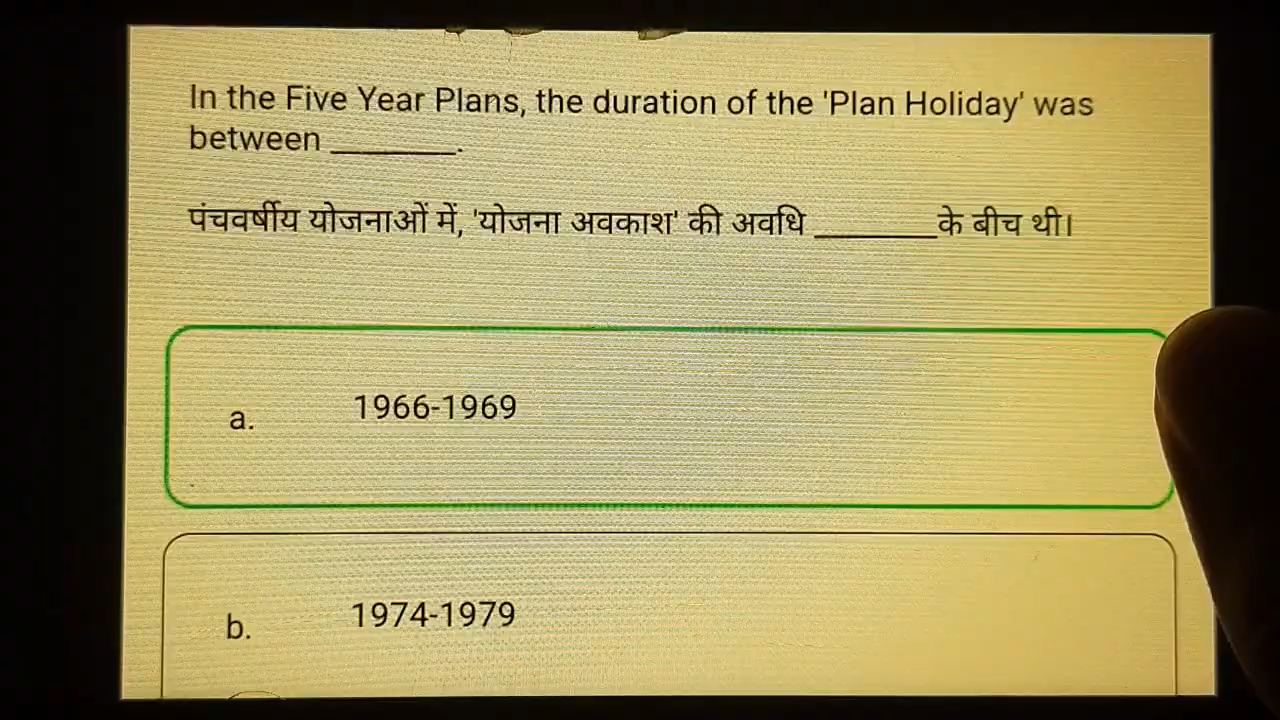 In the Five Year Plans, the duration of the 'Plan Holiday' was
between ________.
पंचवर्षीय योजनाओं में, 'योजना अवकाश' की अवधि ________के बीच थी।
a. 1966-1969
b. 1974-1979